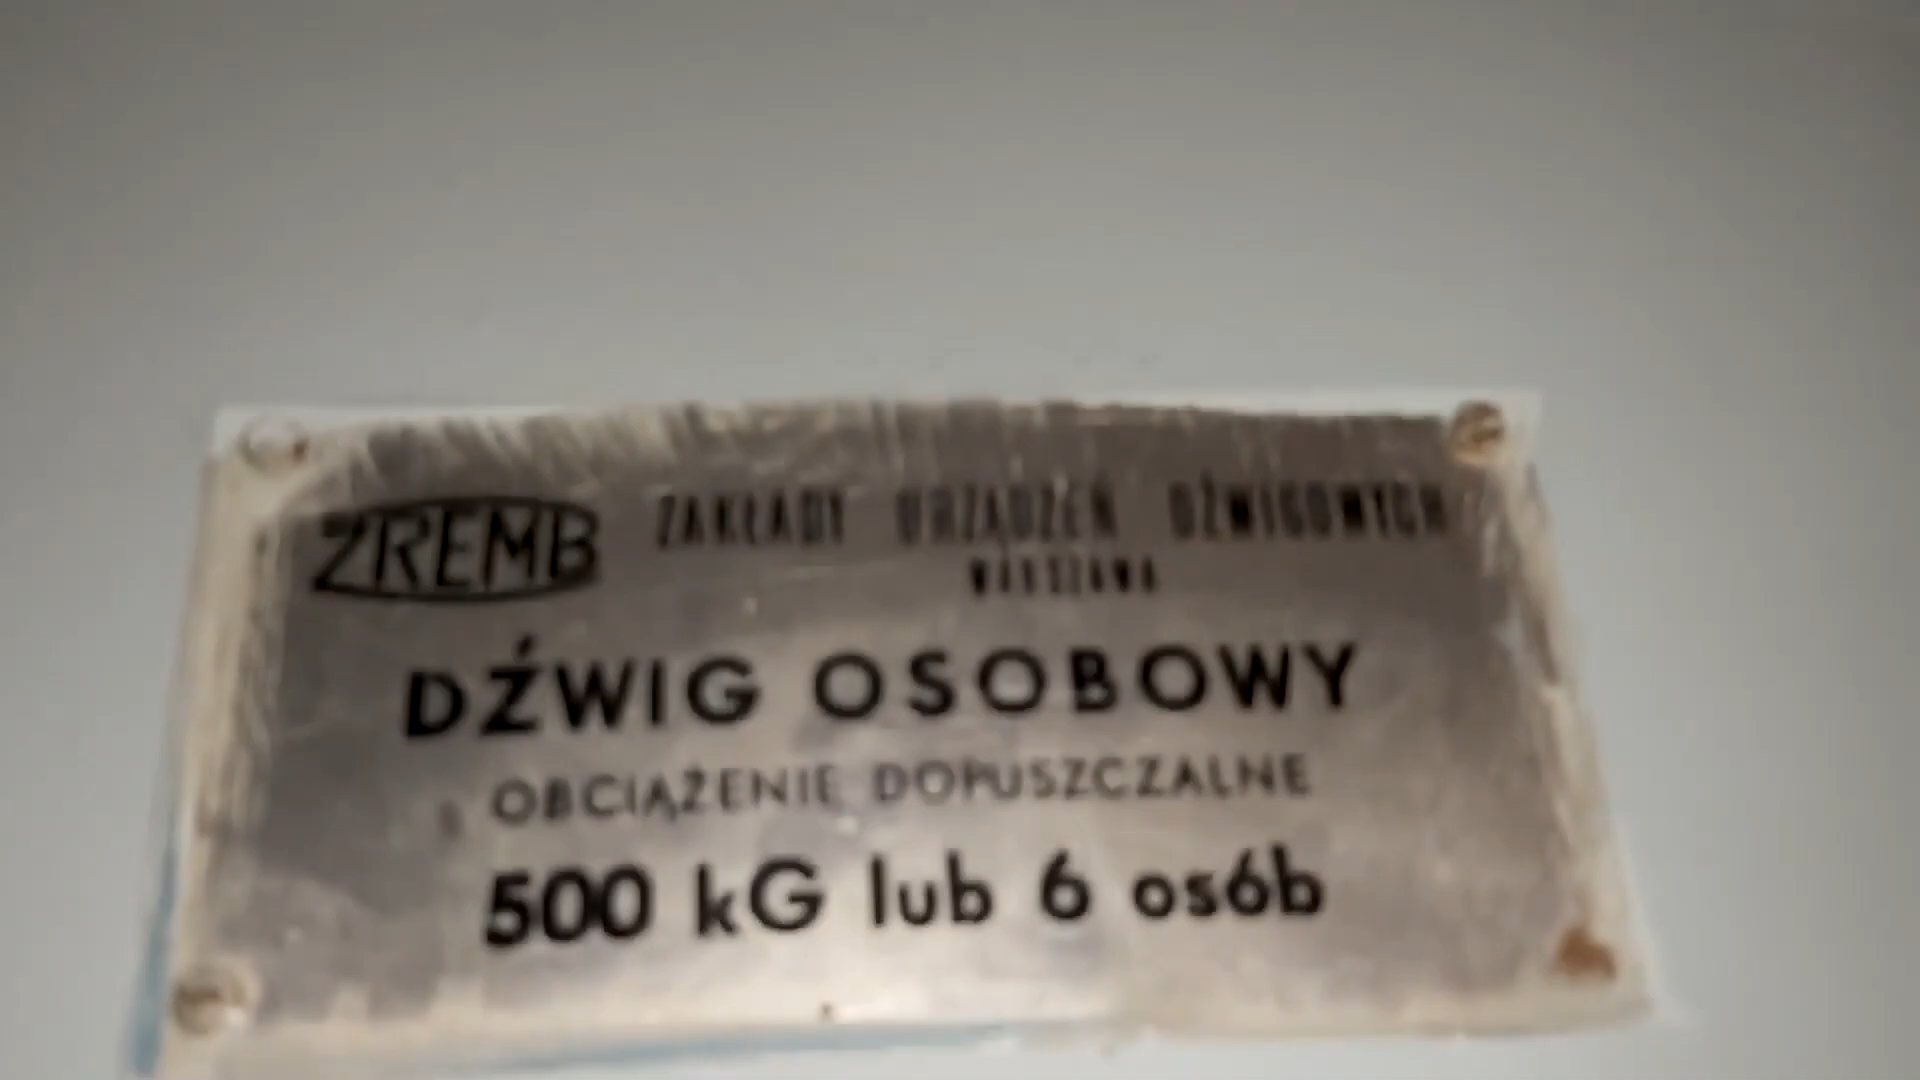 ZREMB ZAKŁADY URZĄDZEŃ DŹWIGOWYCH
WARSZAWA
DŹWIG OSOBOWY
OBCIĄŻENIE DOPUSZCZALNE
500 kG lub 6 osób